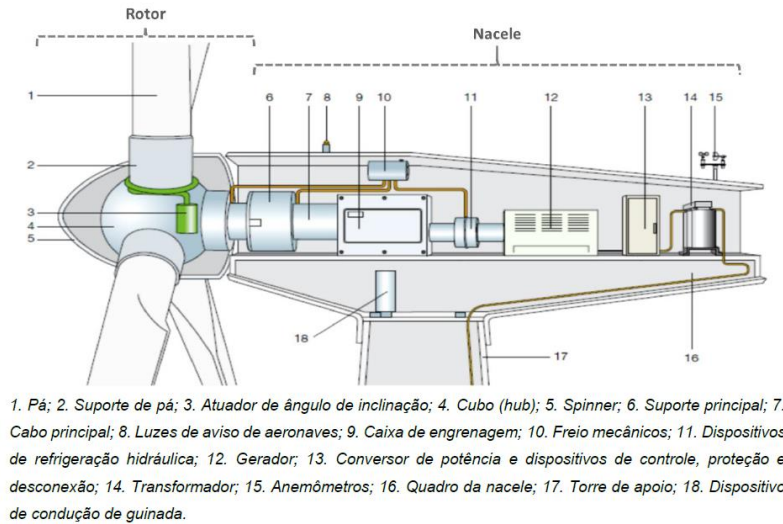 Rotor
Nacele
6 7 8 9 10 11 12 13 14 15
1
2
3
4
5
18
17
16
1. Pá; 2. Suporte de pá; 3. Atuador de ângulo de inclinação; 4. Cubo (hub); 5. Spinner; 6. Suporte principal; 7.
Cabo principal; 8. Luzes de aviso de aeronaves; 9. Caixa de engrenagem; 10. Freio mecânicos; 11. Dispositivos
de refrigeração hidráulica; 12. Gerador; 13. Conversor de potência e dispositivos de controle, proteção e
desconexão; 14. Transformador; 15. Anemômetros; 16. Quadro da nacele; 17. Torre de apoio; 18. Dispositivo
de condução de guinada.